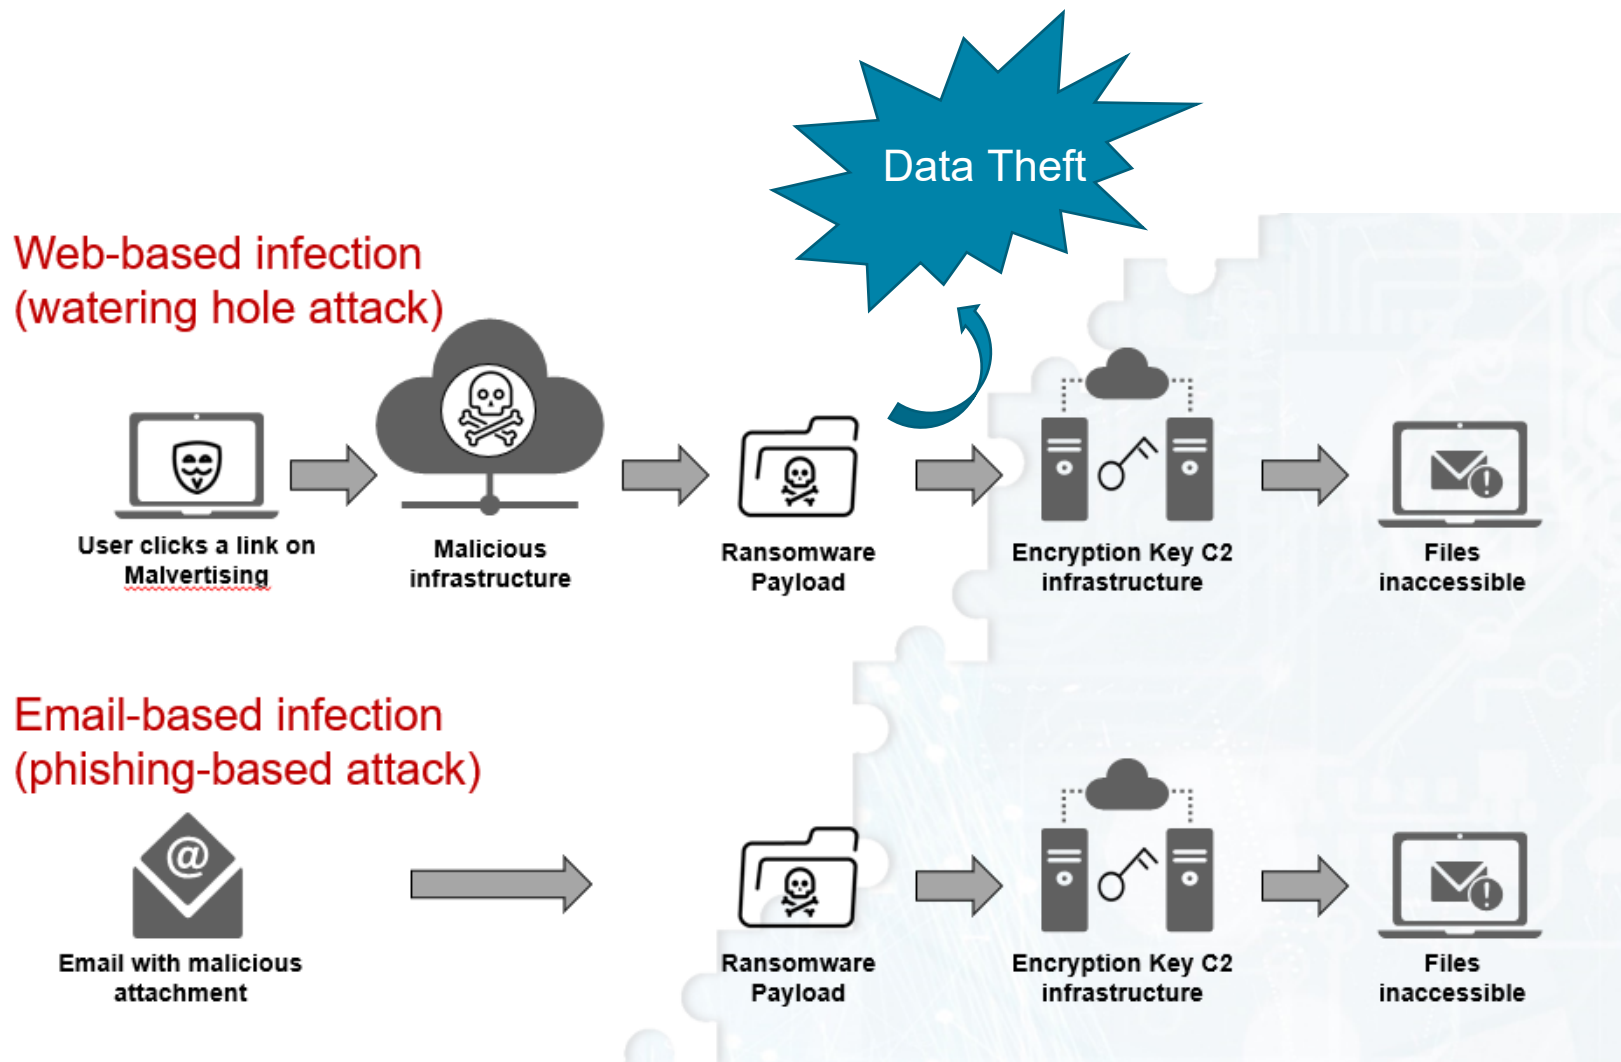 Data Theft
Web-based infection
(watering hole attack)
User clicks a link on
Malvertising
Malicious
infrastructure
Ransomware
Payload
Encryption Key C2
infrastructure
Files
inaccessible
Email-based infection
(phishing-based attack)
@
Email with malicious
attachment
Ransomware
Payload
Encryption Key C2
infrastructure
Files
inaccessible